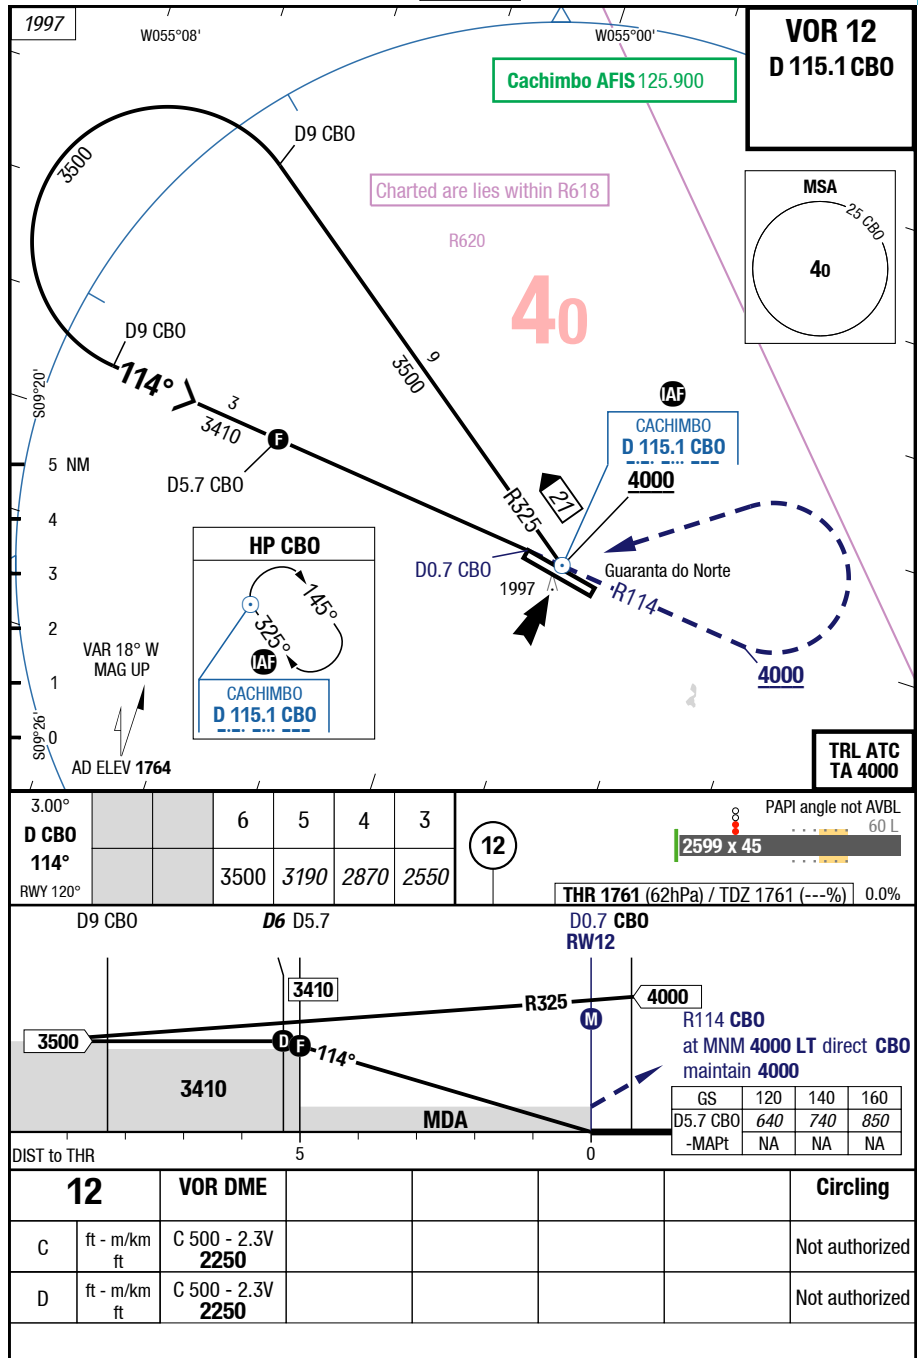 1997
W055°08'
W055°00'
VOR 12
D 115.1 CBO
Cachimbo AFIS 125.900
D9 CBO
3500
Charted are lies within R618
R620
MSA
25 CBO
40
40
D9 CBO
114°
9
3500
S09°20'
3
3410
F
IAF
CACHIMBO
D 115.1 CBO
4000
5 NM
D5.7 CBO
R325
21
4
HP CBO
D0.7 CBO
Guaranta do Norte
3
1997
R114
145°
325°
2
VAR 18° W
MAG UP
IAF
1
CACHIMBO
D 115.1 CBO
4000
S09°26'
0
AD ELEV 1764
TRL ATC
TA 4000
3.00°
D CBO
114°
RWY 120°
6 5 4 3
3500 3190 2870 2550
12
PAPI angle not AVBL
60 L
2599 x 45
THR 1761 (62hPa) / TDZ 1761 (---%) 0.0%
D9 CBO
D6 D5.7
D0.7 CBO
RW12
3410
R325
4000
M
R114 CBO
at MNM 4000 LT direct CBO
maintain 4000
3500
D F
114°
3410
MDA
GS 120 140 160
D5.7 CBO 640 740 850
-MAPt NA NA NA
DIST to THR
5
0
12 VOR DME Circling
C ft - m/km C 500 - 2.3V Not authorized
ft 2250
D ft - m/km C 500 - 2.3V Not authorized
ft 2250